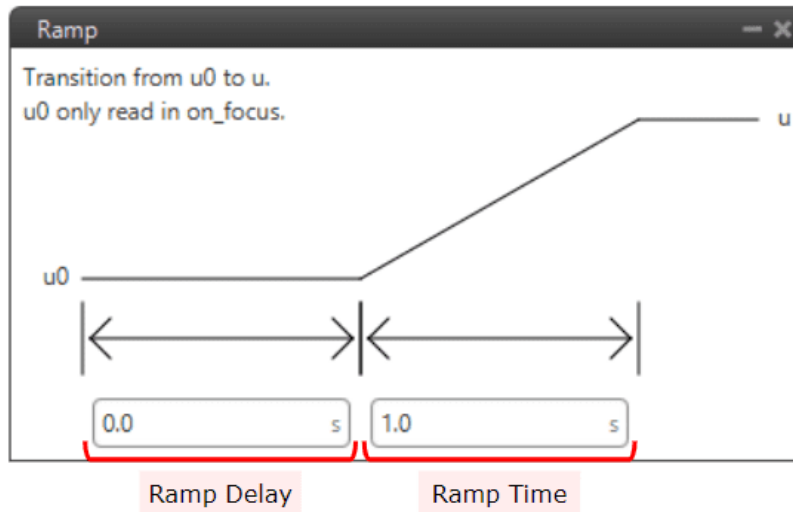 Ramp
Transition from u0 to u.
u0 only read in on_focus.
u
u0
0.0 s 1.0 s
Ramp Delay Ramp Time